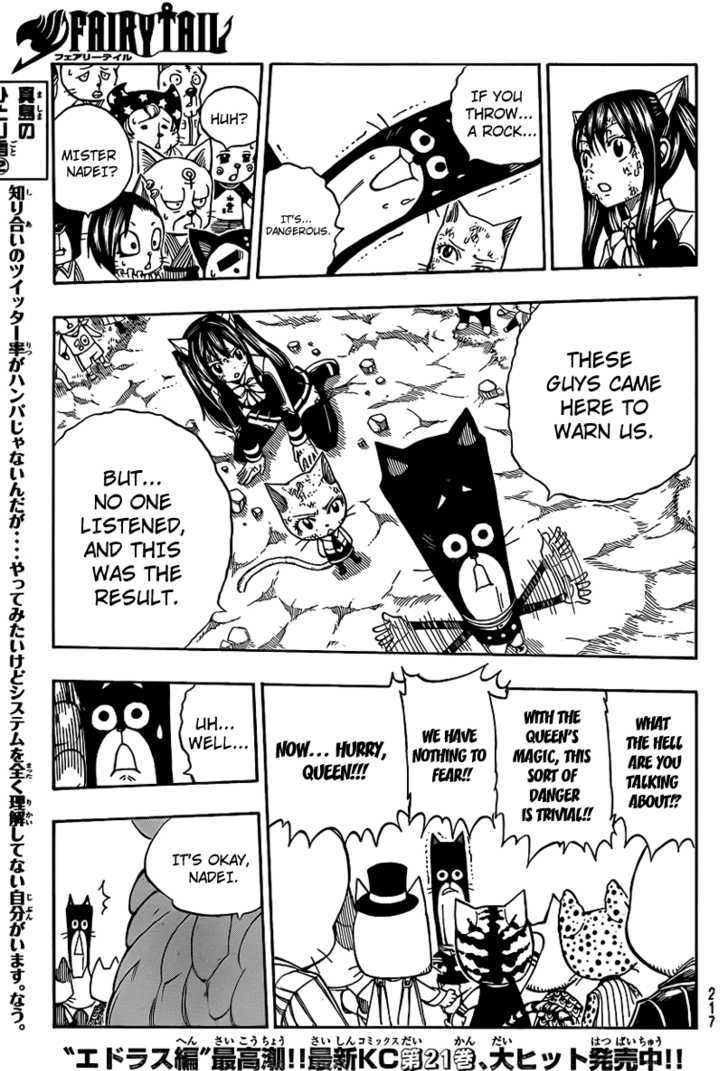 FAIRY TAIL
フェアリーテイル
真島の
ましま
IF YOU
THROW...
A ROCK...
IT'S...
DANGEROUS.
HUH?
MISTER
NADEI?
THESE
GUYS CAME
HERE TO
WARN US.
BUT...
NO ONE
LISTENED,
AND THIS
WAS THE
RESULT.
WHAT
THE HELL
ARE YOU
TALKING
ABOUT!?
WITH THE
QUEEN'S
MAGIC, THIS
SORT OF
DANGER
IS TRIVIAL!!
WE HAVE
NOTHING TO
FEAR!!
NOW... HURRY,
QUEEN!!!
UH...
WELL...
IT'S OKAY,
NADEI.
知り合いのツイッター率がハンパじゃないんだが・・・・やってみたいけどシステムを全く理解してない自分がいます。なう。
217
"エドラス編"最高潮!!最新KC第21巻、大ヒット発売中!!